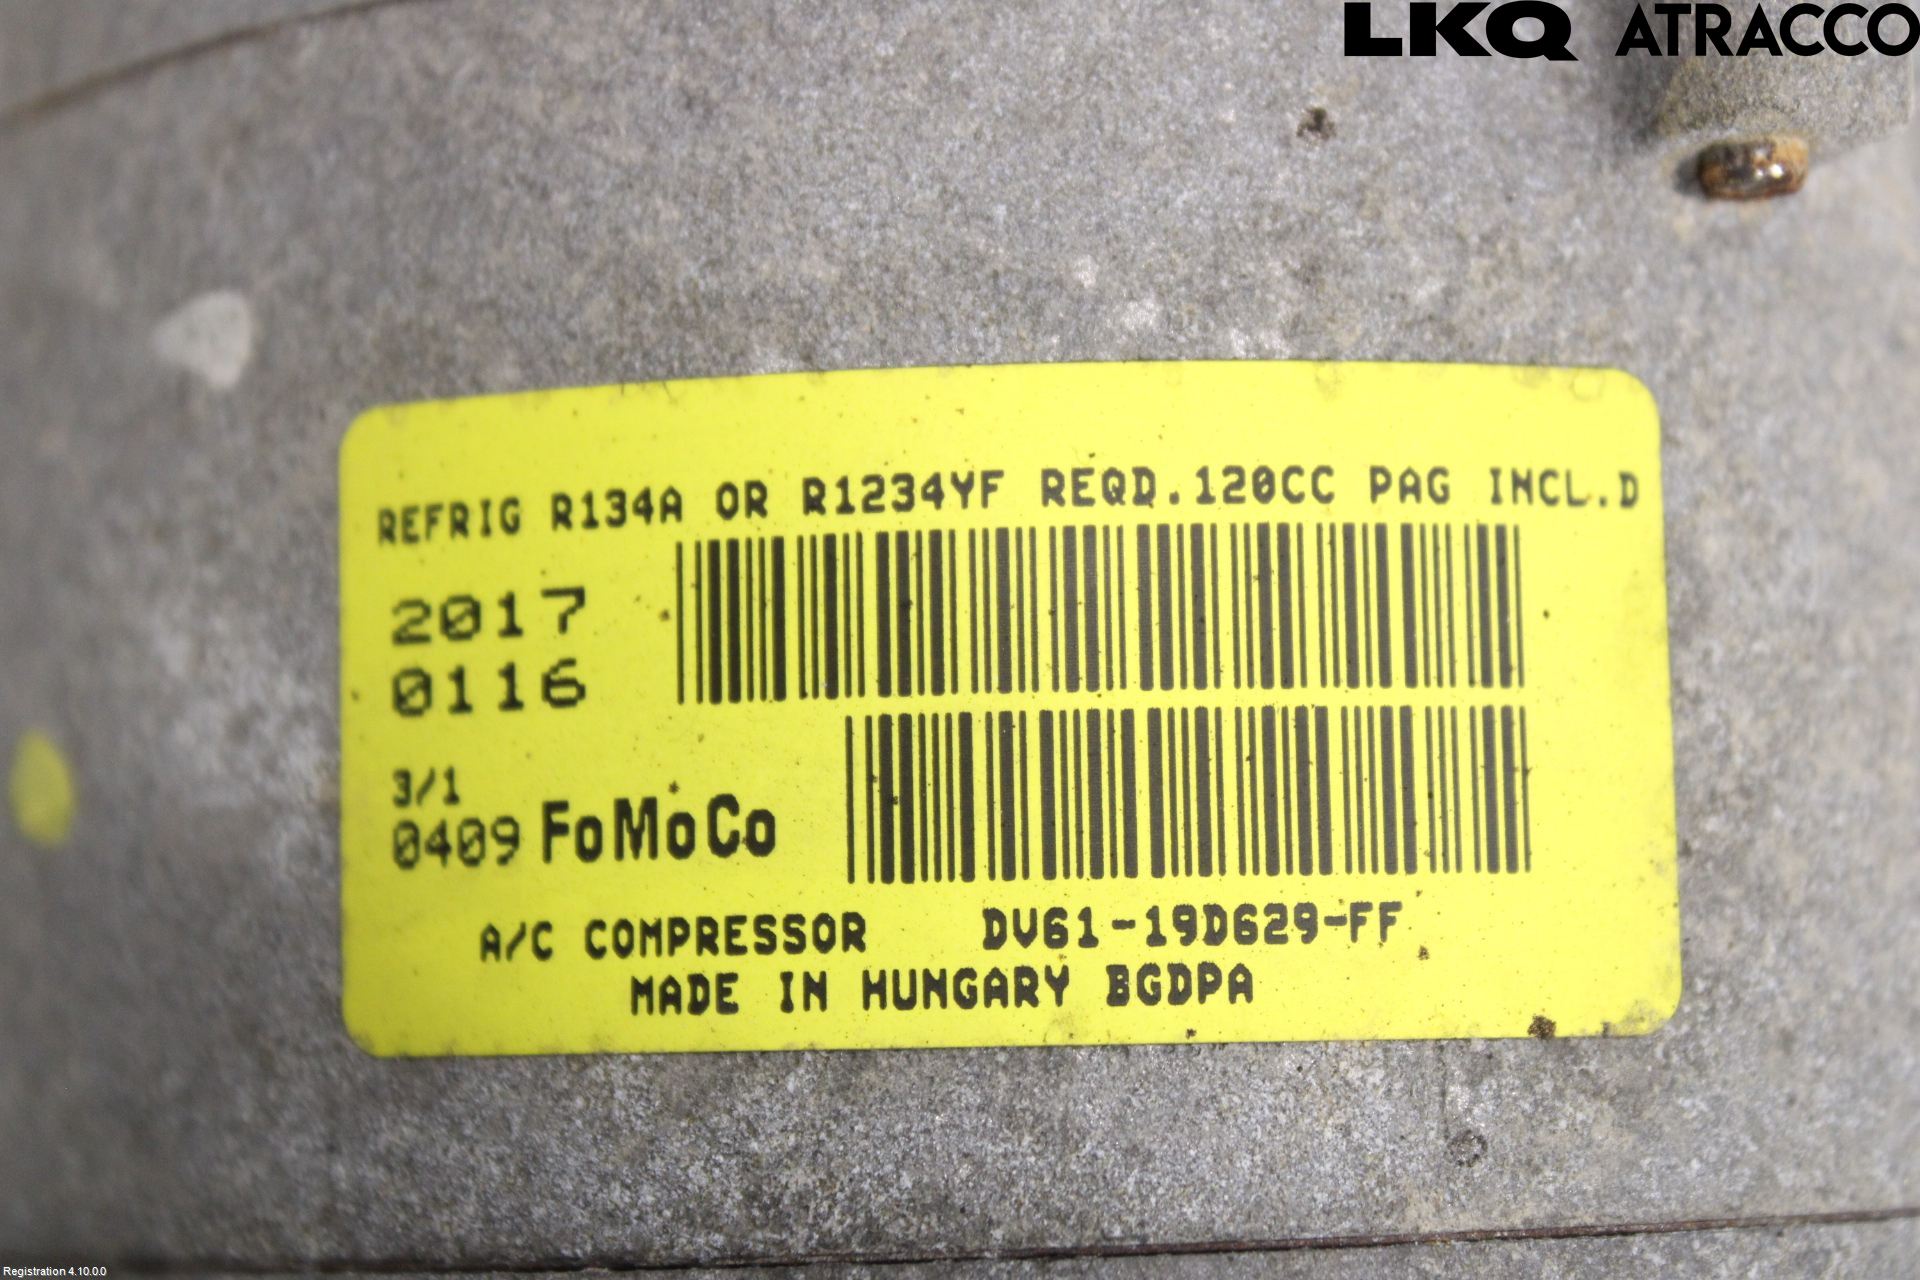 LKQ ATRACCO
REFRIG R134A OR R1234YF REQD.120CC PAG INCL.D
2017
0116
3/1
0409 FoMoCo
A/C COMPRESSOR DV61-19D629-FF
MADE IN HUNGARY BGDPA
Registration 4.10.0.0